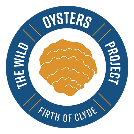 THE WILD
OYSTERS
PROJECT
FIRTH OF CLYDE